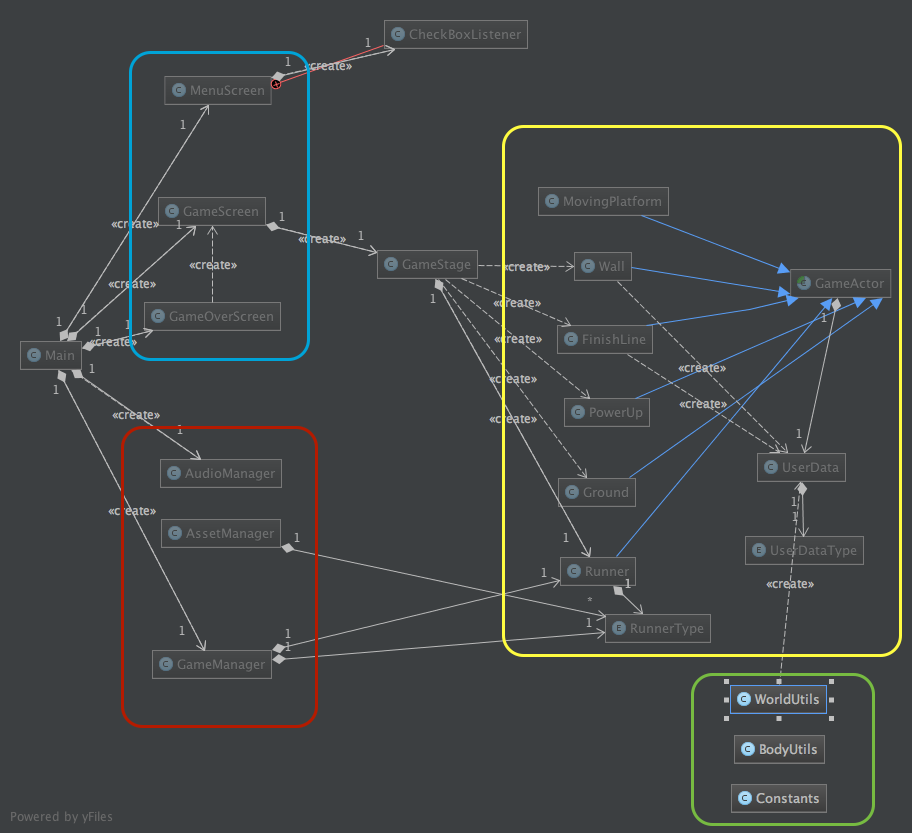 CheckBoxListener
1
1
«create»
MenuScreen
1
GameScreen
1
«create»
1
1
«create»
MovingPlatform
«create»
GameStage
«create»
Wall
GameActor
«create»
1
1
«create»
GameOverScreen
1
1
1
«create»
Main
1
1
«create»
FinishLine
«create»
«create»
«create»
«create»
PowerUp
«create»
«create»
1
1
AudioManager
UserData
Ground
1
1
«create»
AssetManager
1
1
UserDataType
1
Runner
1
1
«create»
*
1
RunnerType
1
1
1
GameManager
WorldUtils
BodyUtils
Constants
Powered by yFiles